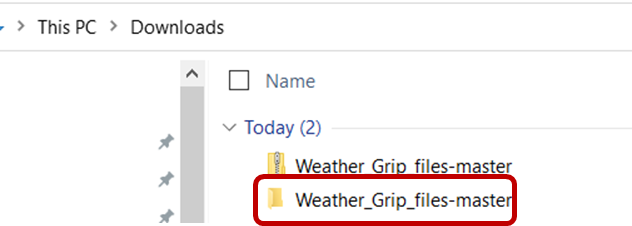 This PC > Downloads
Name
Today (2)
Weather_Grip_files-master
Weather_Grip_files-master